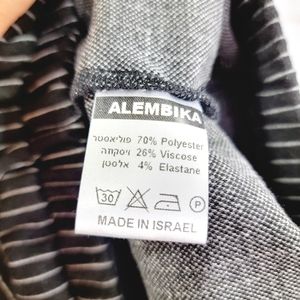 ALEMBIKA
פוליאסטר 70% Polyester
ויסקוזה 26% Viscose
אלסטן 4% Elastane
30 P
MADE IN ISRAEL